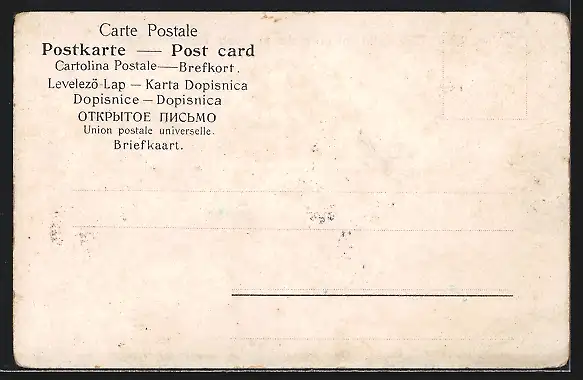 Carte Postale
Postkarte — Post card
Cartolina Postale — Brefkort.
Levelező-Lap — Karta Dopisnica
Dopisnice — Dopisnica
ОТКРЫТОЕ ПИСЬМО
Union postale universelle.
Briefkaart.